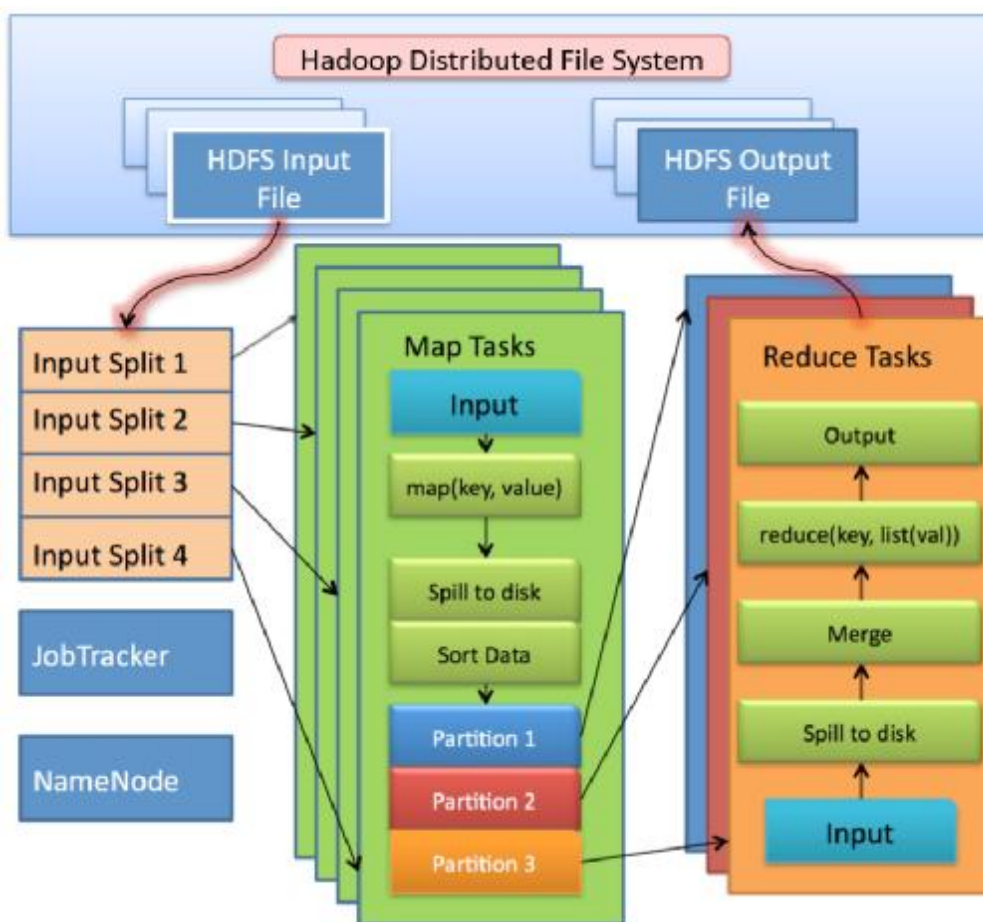 Hadoop Distributed File System
HDFS Input
File
HDFS Output
File
Input Split 1
Input Split 2
Input Split 3
Input Split 4
JobTracker
NameNode
Map Tasks
Input
map(key, value)
Spill to disk
Sort Data
Partition 1
Partition 2
Partition 3
Reduce Tasks
Output
reduce(key, list(val))
Merge
Spill to disk
Input